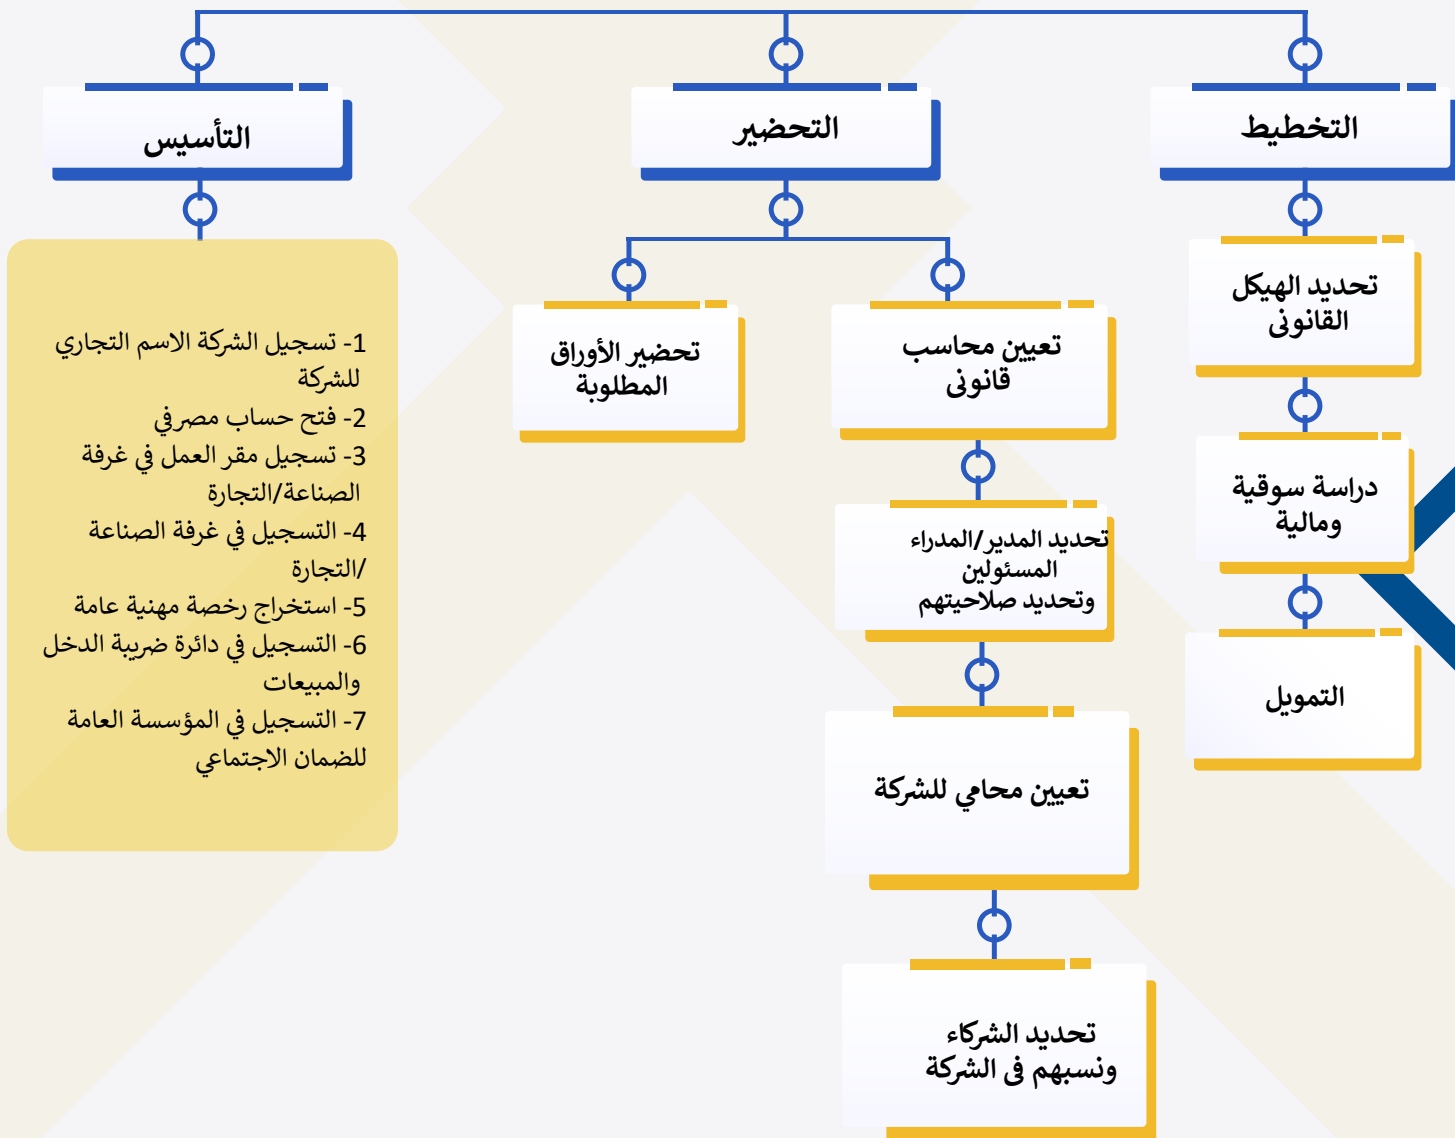 التخطيط
التحضير
التأسيس
تحديد الهيكل
القانونى
دراسة سوقية
ومالية
التمويل
تعيين محاسب
قانونى
تحديد المدير/المدراء
المسئولين
وتحديد صلاحيتهم
تعيين محامي للشركة
تحديد الشركاء
ونسبهم فى الشركة
تحضير الأوراق
المطلوبة
1- تسجيل الشركة الاسم التجاري
للشركة
2- فتح حساب مصرفي
3- تسجيل مقر العمل في غرفة
الصناعة/التجارة
4- التسجيل في غرفة الصناعة
/التجارة
5- استخراج رخصة مهنية عامة
6- التسجيل في دائرة ضريبة الدخل
والمبيعات
7- التسجيل في المؤسسة العامة
للضمان الاجتماعي